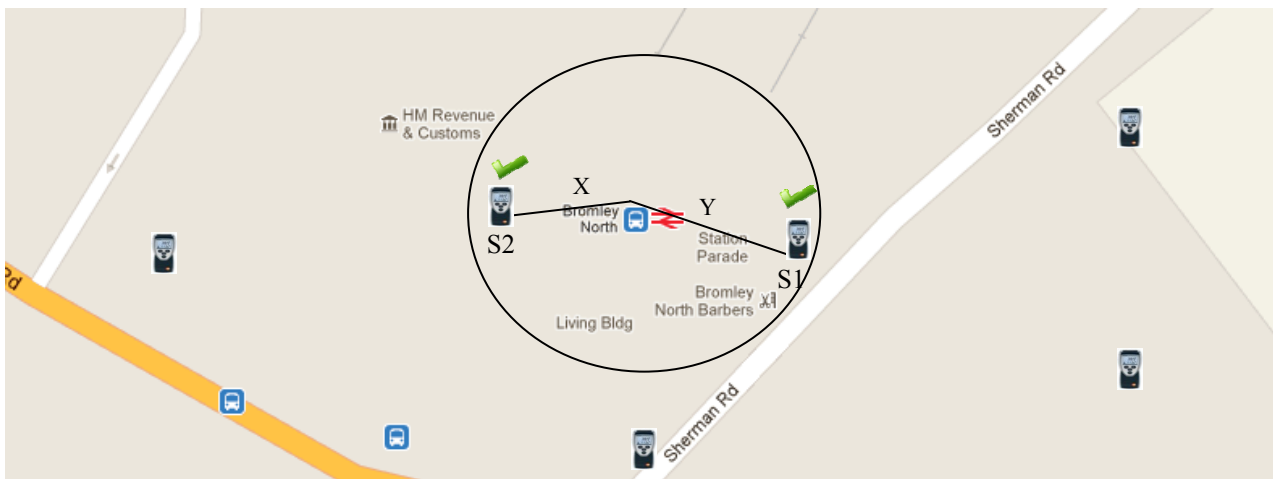 HM Revenue
& Customs
Sherman Rd
X
Y
Bromley
North
S2
Station
Parade
S1
Rd
Bromley
North Barbers
Living Bldg
Sherman Rd